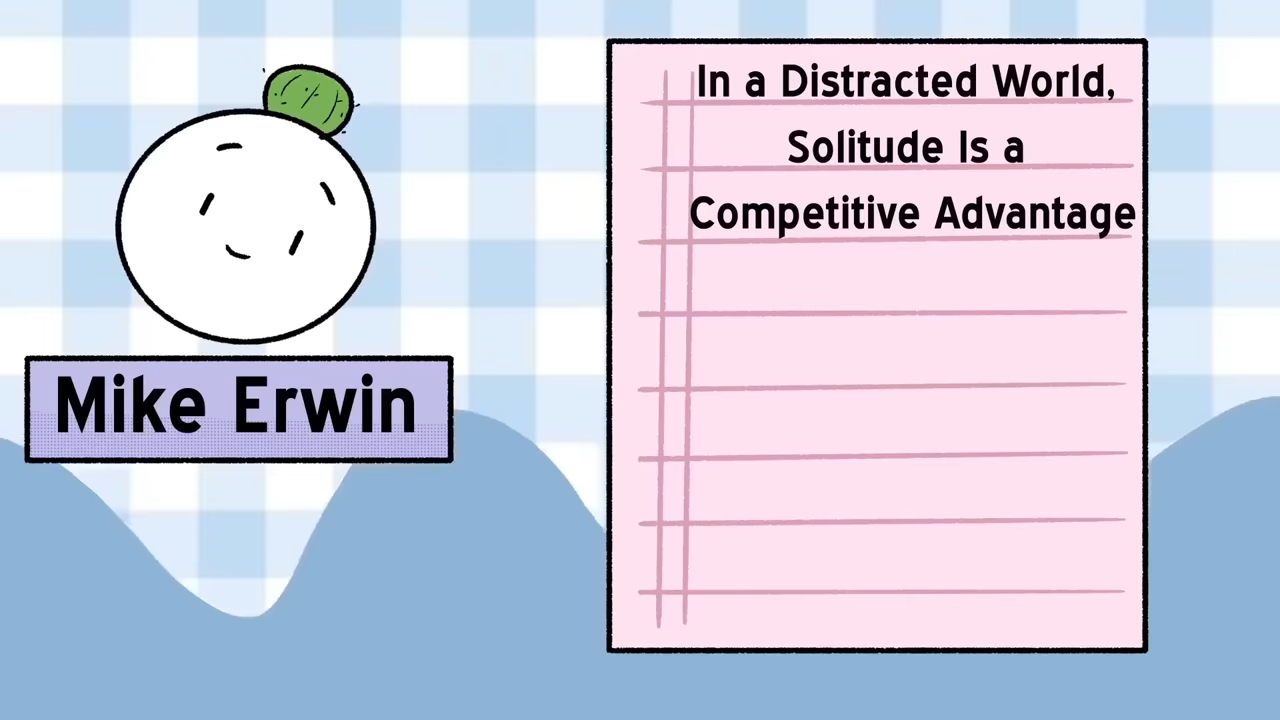 Mike Erwin
In a Distracted World,
Solitude Is a
Competitive Advantage